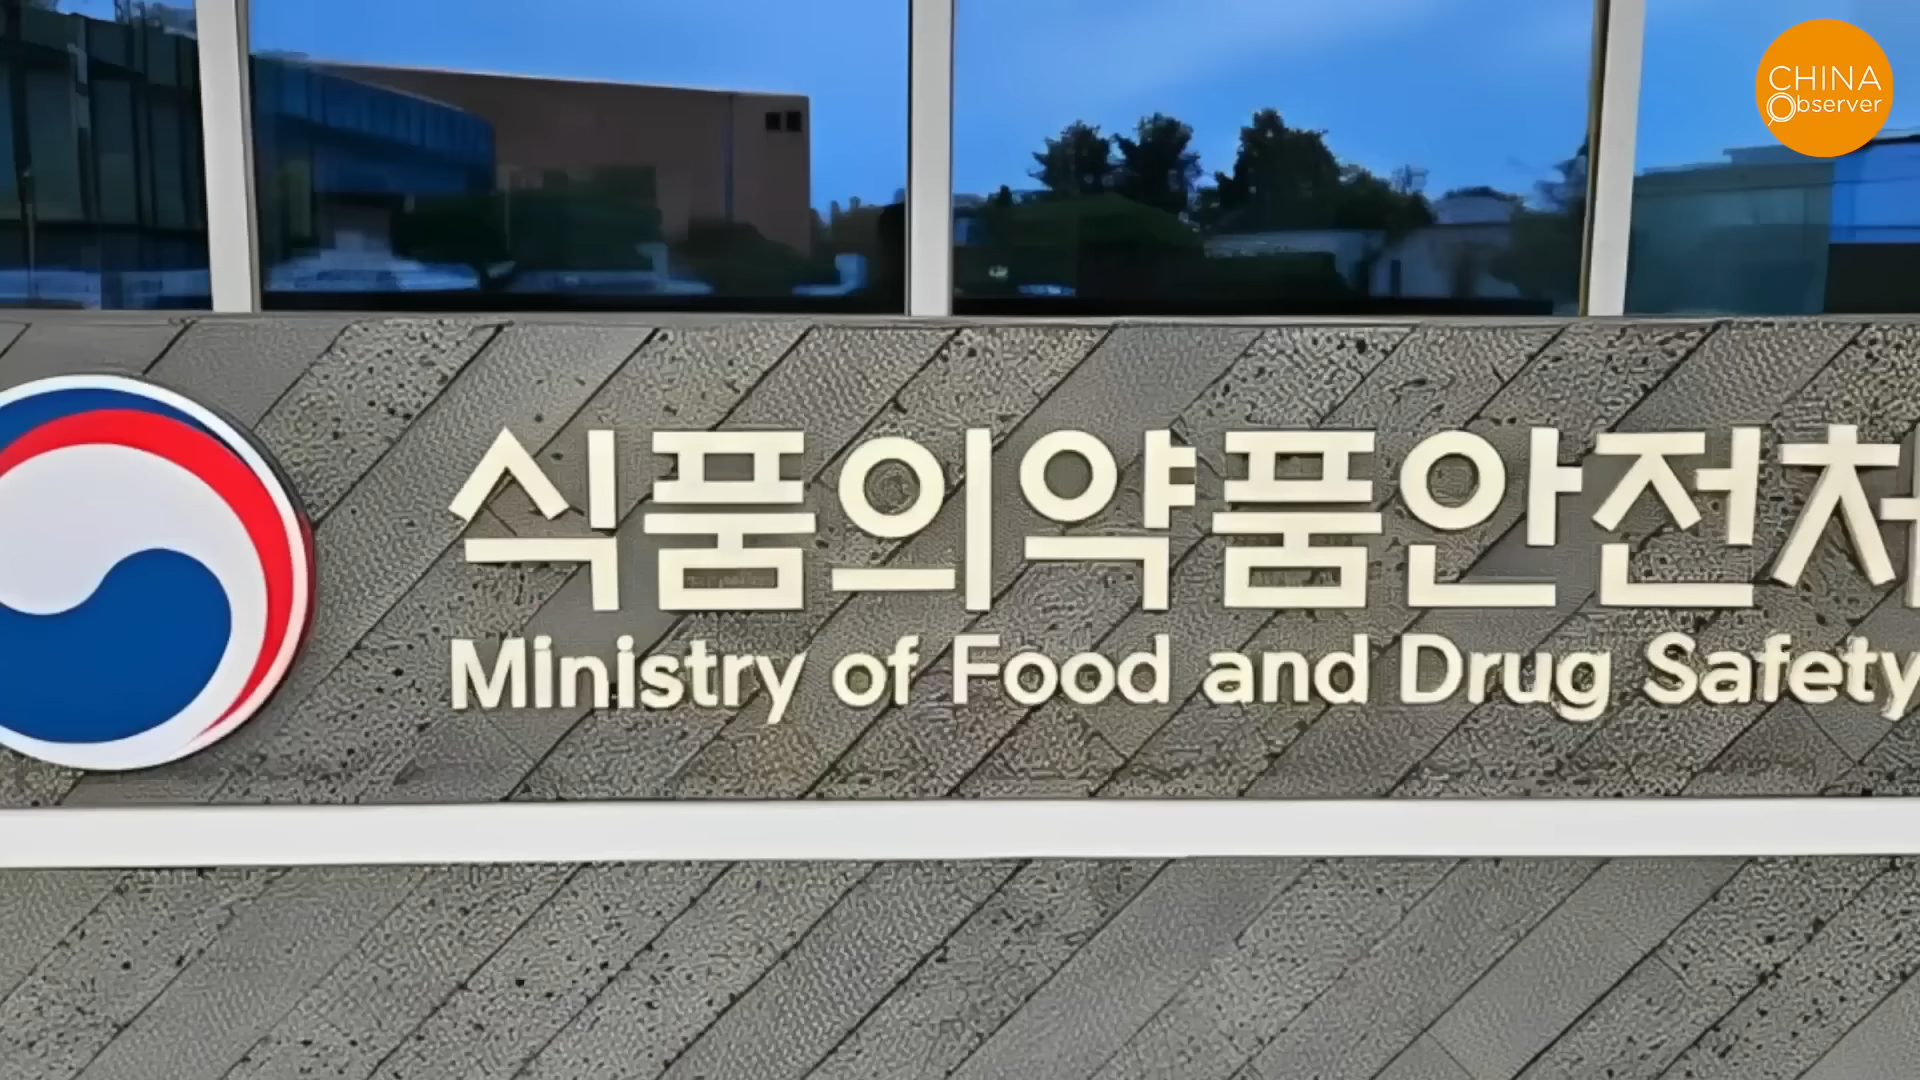 CHINA
Observer
식품의약품안전처
Ministry of Food and Drug Safety